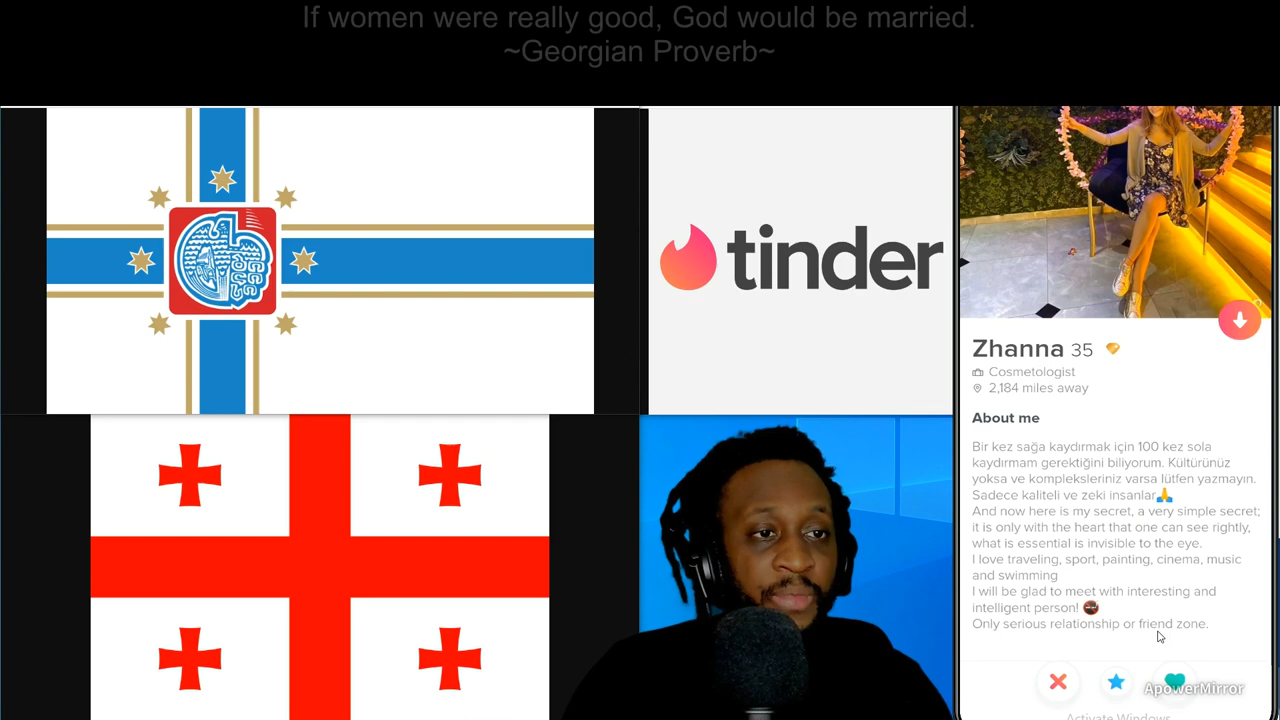 If women were really good, God would be married.
~Georgian Proverb~
tinder
Zhanna 35
Cosmetologist
2,184 miles away
About me
Bir kez sağa kaydırmak için 100 kez sola
kaydırmam gerektiğini biliyorum. Kültürünüz
yoksa ve kompleksleriniz varsa lütfen yazmayın.
Sadece kaliteli ve zeki insanlar🙏
And now here is my secret, a very simple secret;
it is only with the heart that one can see rightly,
what is essential is invisible to the eye.
I love traveling, sport, painting, cinema, music
and swimming
I will be glad to meet with interesting and
intelligent person!
Only serious relationship or friend zone.
ApowerMirror
Activate Windows